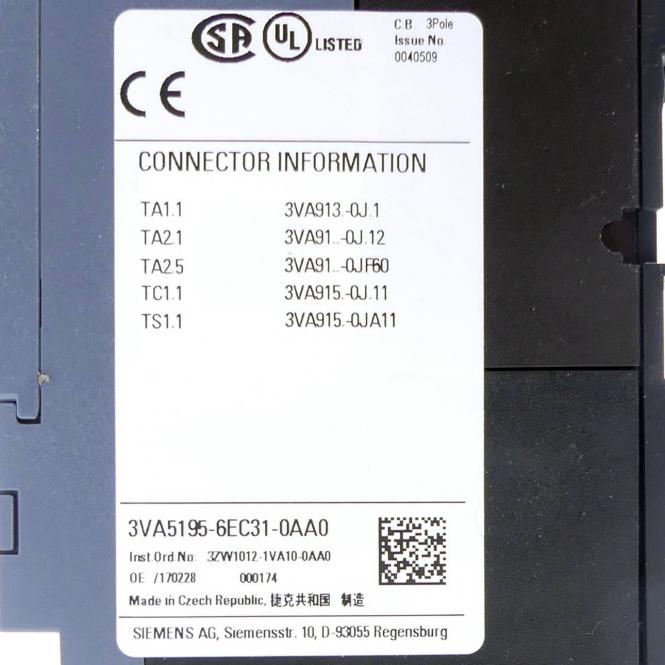 CSA UL LISTED
C.B. 3Pole
Issue No.
0040509
CE
CONNECTOR INFORMATION
TA1.1 3VA913.-0J.1
TA2.1 3VA91..-0J.12
TA2.5 3VA91..-0JF60
TC1.1 3VA915.-0J.11
TS1.1 3VA915.-0JA11
3VA5195-6EC31-0AA0
Inst.Ord.No: 3ZW1012-1VA10-0AA0
OE /170228 000174
Made in Czech Republic, 捷克共和国 制造
SIEMENS AG, Siemensstr. 10, D-93055 Regensburg